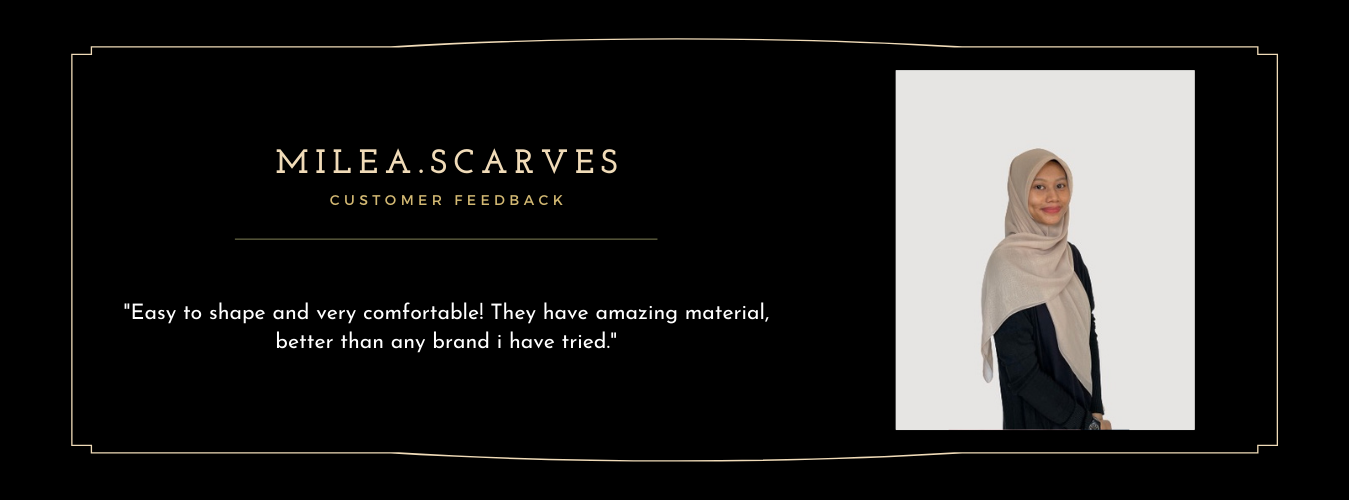 MILEA.SCARVES
CUSTOMER FEEDBACK
"Easy to shape and very comfortable! They have amazing material,
better than any brand i have tried."